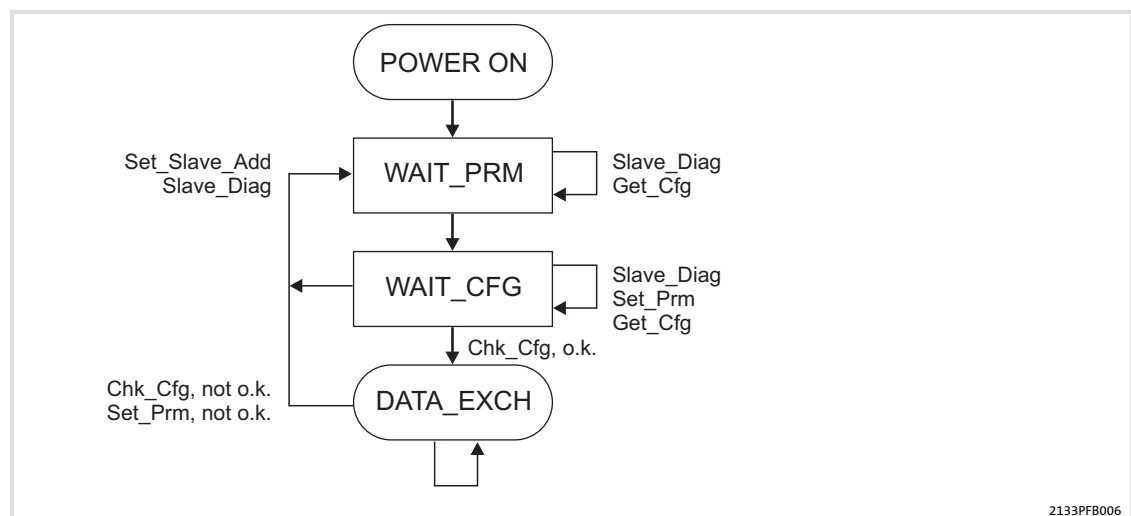 POWER ON
Set_Slave_Add
Slave_Diag
WAIT_PRM
Slave_Diag
Get_Cfg
WAIT_CFG
Slave_Diag
Set_Prm
Get_Cfg
Chk_Cfg, o.k.
Chk_Cfg, not o.k.
Set_Prm, not o.k.
DATA_EXCH
2133PFB006